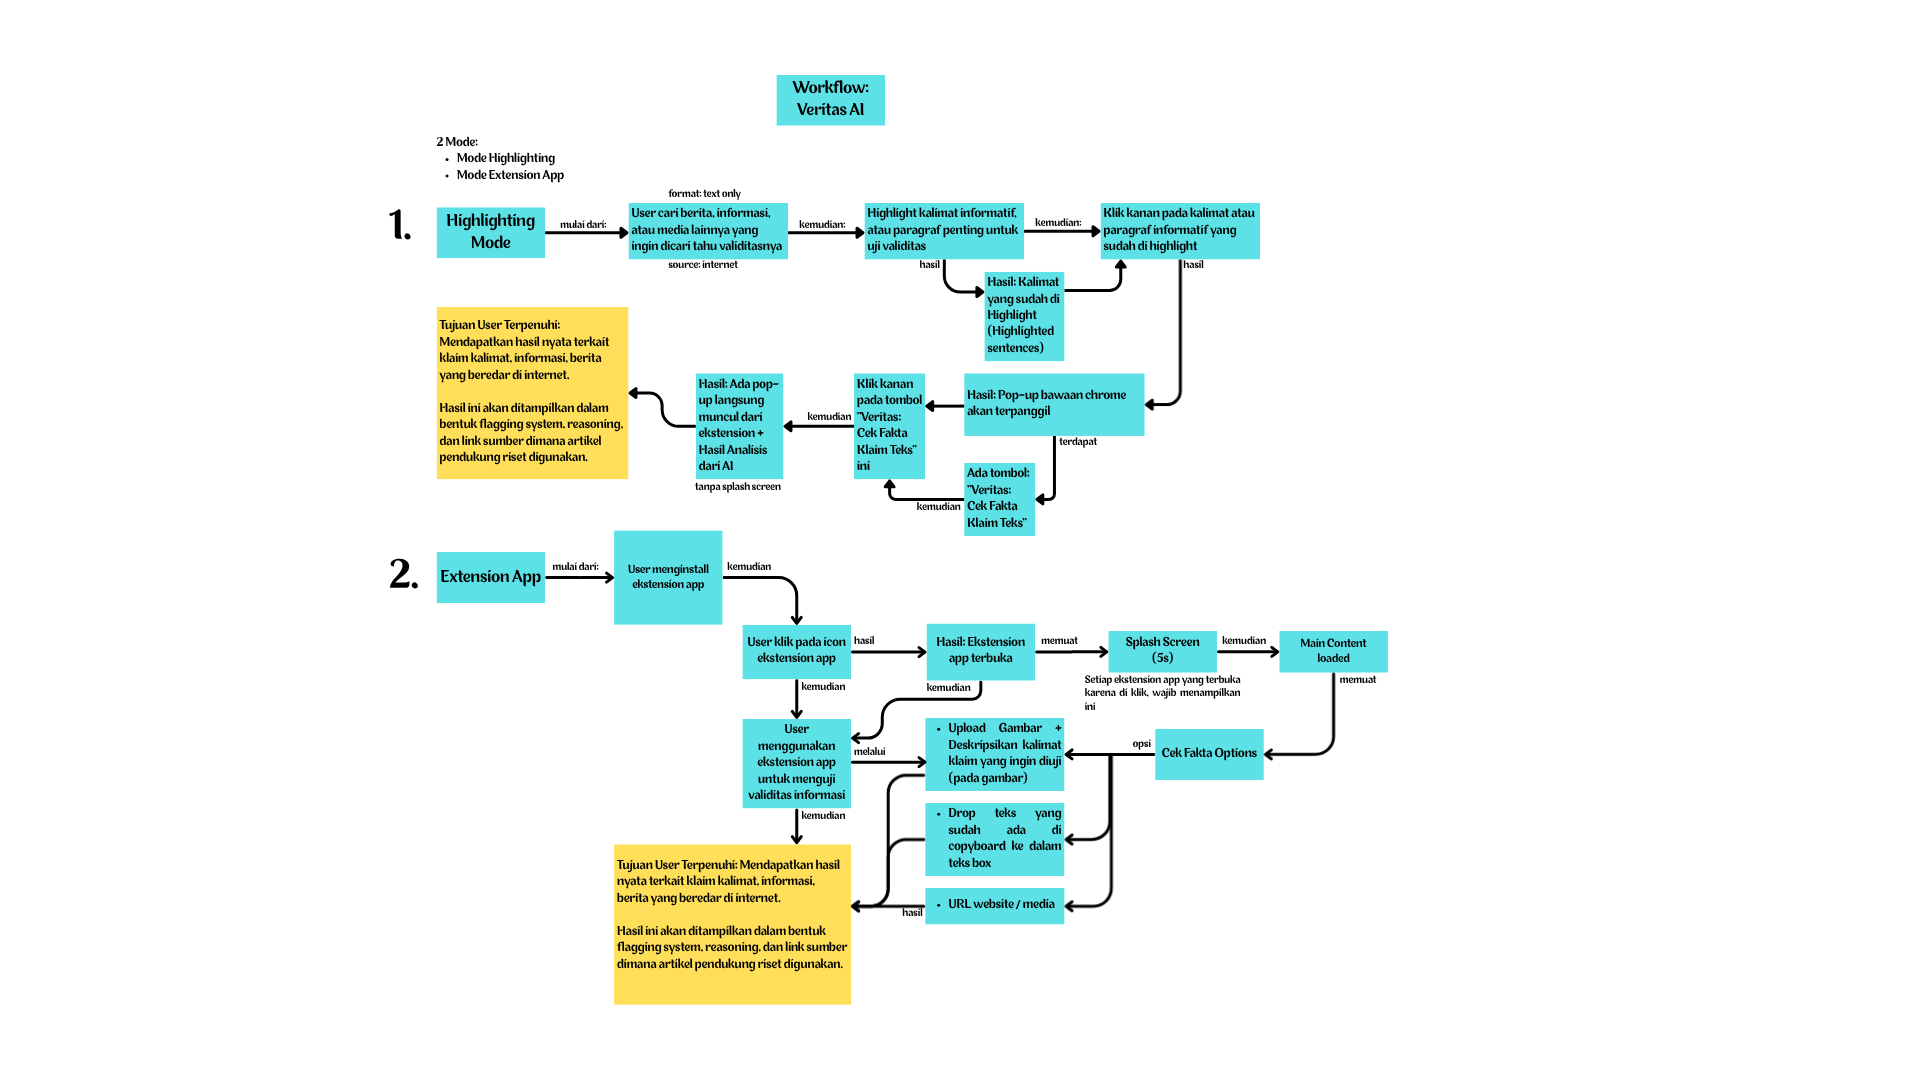 Workflow:
Veritas AI
2 Mode:
• Mode Highlighting
• Mode Extension App
1.
Highlighting
Mode
mulai dari:
format: text only
User cari berita, informasi,
atau media lainnya yang
ingin dicari tahu validitasnya
source: internet
kemudian:
Highlight kalimat informatif,
atau paragraf penting untuk
uji validitas
kemudian:
Klik kanan pada kalimat atau
paragraf informatif yang
sudah di highlight
hasil
Hasil: Kalimat
yang sudah di
Highlight
(Highlighted
sentences)
hasil
Hasil: Pop-up bawaan chrome
akan terpanggil
terdapat
Ada tombol:
"Veritas:
Cek Fakta
Klaim Teks"
kemudian
Klik kanan
pada tombol
"Veritas:
Cek Fakta
Klaim Teks"
ini
kemudian
Hasil: Ada pop-
up langsung
muncul dari
ekstension +
Hasil Analisis
dari AI
tanpa splash screen
Tujuan User Terpenuhi:
Mendapatkan hasil nyata terkait
klaim kalimat, informasi, berita
yang beredar di internet.
Hasil ini akan ditampilkan dalam
bentuk flagging system, reasoning,
dan link sumber dimana artikel
pendukung riset digunakan.
2.
Extension App
mulai dari:
User menginstall
ekstension app
kemudian
User klik pada icon
ekstension app
hasil
Hasil: Ekstension
app terbuka
memuat
Splash Screen
(5s)
Setiap ekstension app yang terbuka
karena di klik, wajib menampilkan
ini
kemudian
Main Content
loaded
memuat
Cek Fakta Options
opsi
kemudian
kemudian
User
menggunakan
ekstension app
untuk menguji
validitas informasi
melalui
• Upload Gambar +
Deskripsikan kalimat
klaim yang ingin diuji
(pada gambar)
• Drop teks yang
sudah ada di
copyboard ke dalam
teks box
• URL website / media
hasil
kemudian
Tujuan User Terpenuhi: Mendapatkan hasil
nyata terkait klaim kalimat, informasi,
berita yang beredar di internet.
Hasil ini akan ditampilkan dalam bentuk
flagging system, reasoning, dan link sumber
dimana artikel pendukung riset digunakan.